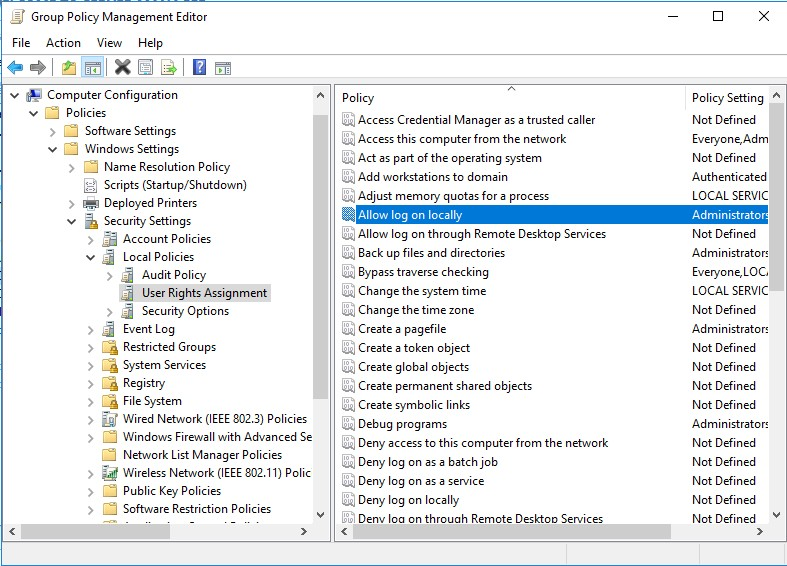 Group Policy Management Editor
File Action View Help
Computer Configuration
Policies
Software Settings
Windows Settings
Name Resolution Policy
Scripts (Startup/Shutdown)
Deployed Printers
Security Settings
Account Policies
Local Policies
Audit Policy
User Rights Assignment
Security Options
Event Log
Restricted Groups
System Services
Registry
File System
Wired Network (IEEE 802.3) Policies
Windows Firewall with Advanced Se
Network List Manager Policies
Wireless Network (IEEE 802.11) Polic
Public Key Policies
Software Restriction Policies
Policy Policy Setting
Access Credential Manager as a trusted caller Not Defined
Access this computer from the network Everyone,Adm
Act as part of the operating system Not Defined
Add workstations to domain Authenticated
Adjust memory quotas for a process LOCAL SERVIC
Allow log on locally Administrators
Allow log on through Remote Desktop Services Not Defined
Back up files and directories Administrators
Bypass traverse checking Everyone,LOCA
Change the system time LOCAL SERVIC
Change the time zone Not Defined
Create a pagefile Administrators
Create a token object Not Defined
Create global objects Not Defined
Create permanent shared objects Not Defined
Create symbolic links Not Defined
Debug programs Administrators
Deny access to this computer from the network Not Defined
Deny log on as a batch job Not Defined
Deny log on as a service Not Defined
Deny log on locally Not Defined
Deny log on through Remote Desktop Services Not Defined